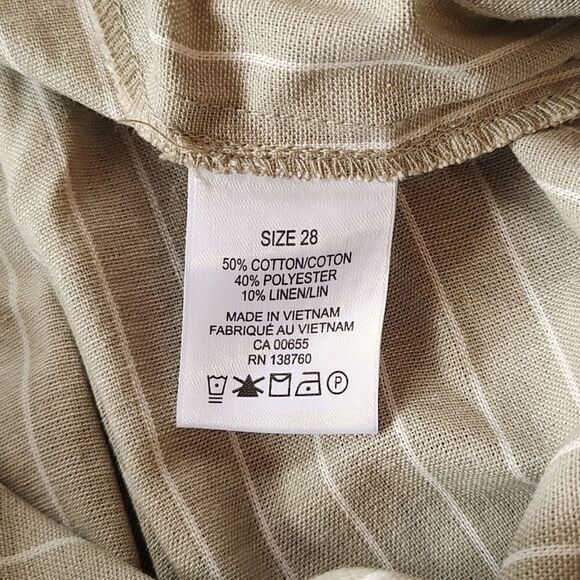 SIZE 28
50% COTTON/COTON
40% POLYESTER
10% LINEN/LIN
MADE IN VIETNAM
FABRIQUÉ AU VIETNAM
CA 00655
RN 138760
P